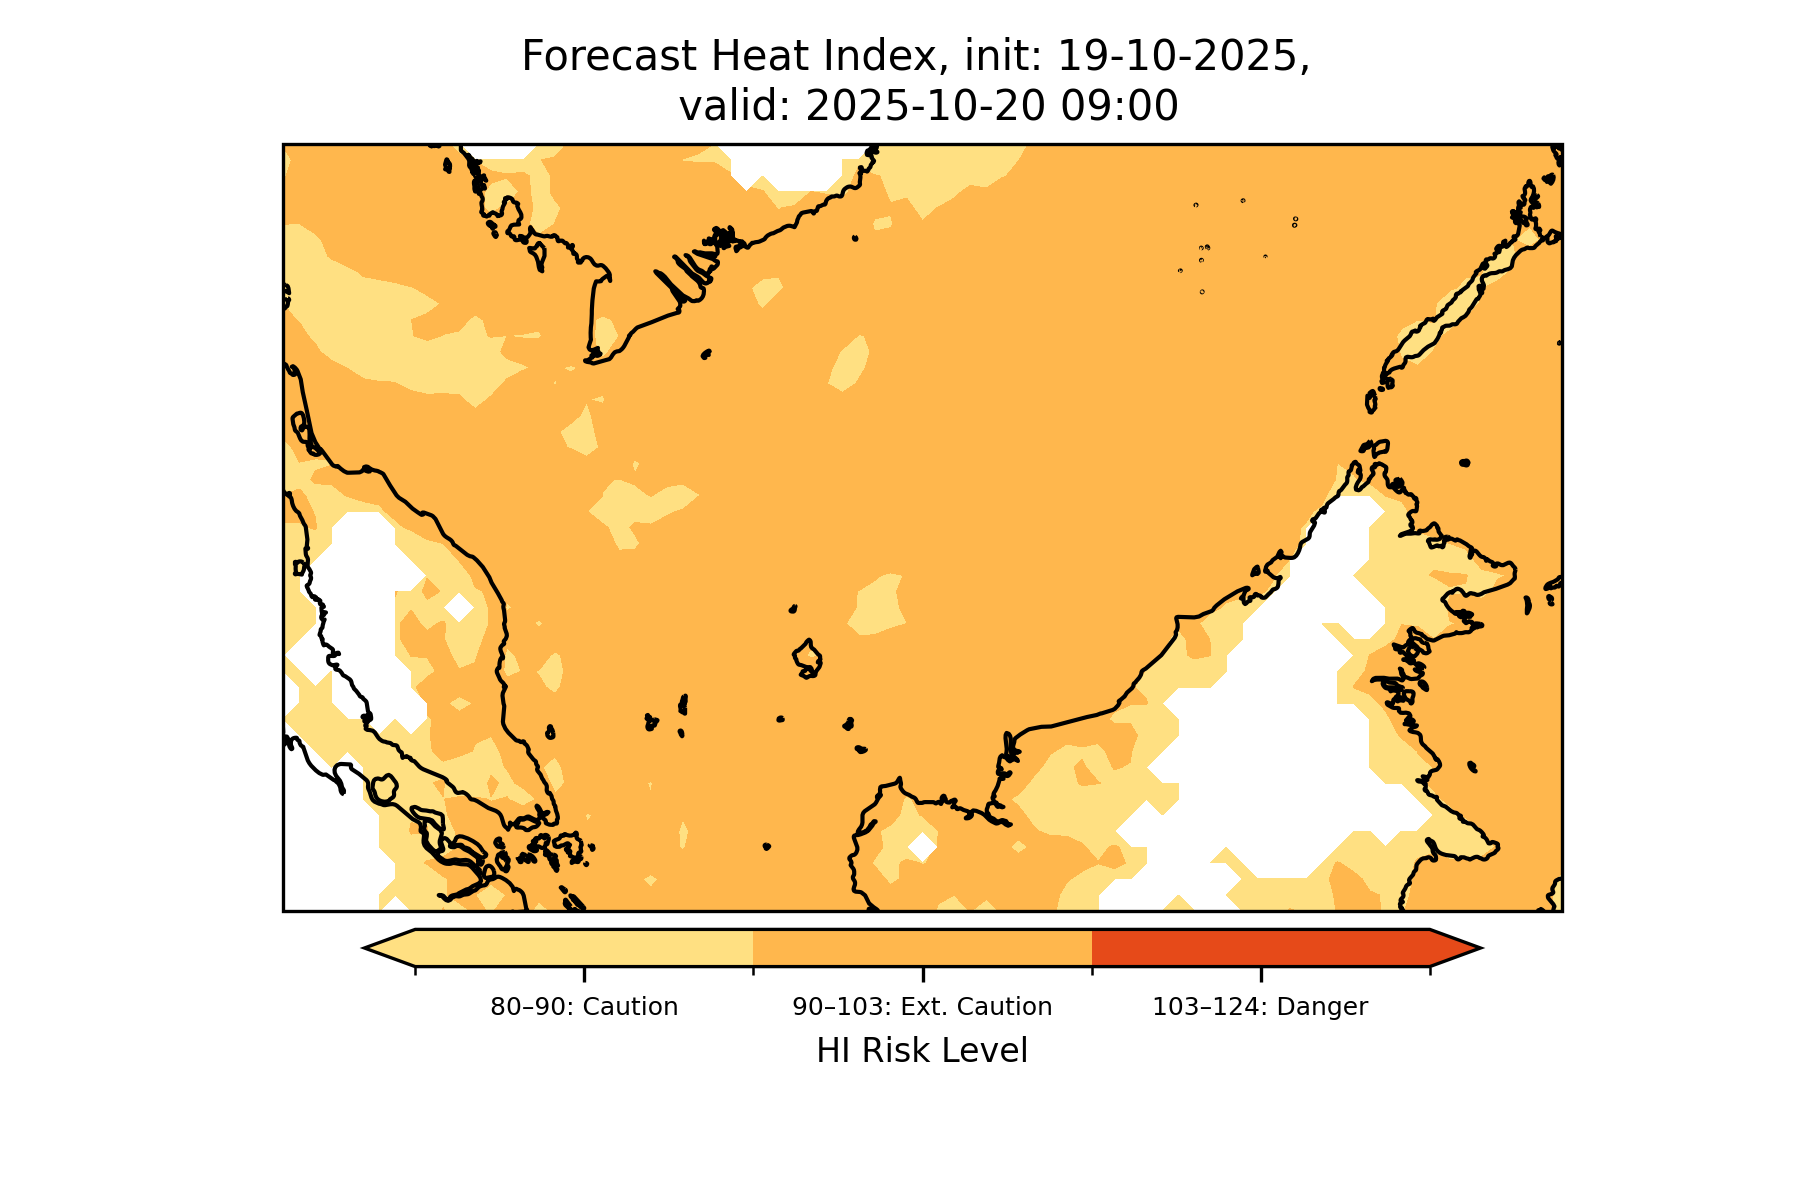 Forecast Heat Index, init: 19-10-2025,
valid: 2025-10-20 09:00
80–90: Caution
90–103: Ext. Caution
103–124: Danger
HI Risk Level